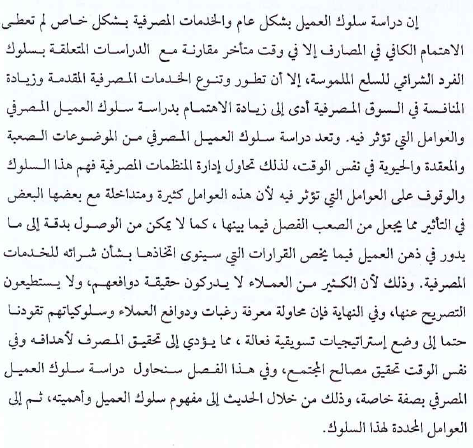 إن دراسة سلوك العميل بشكل عام والخدمات المصرفية بشكل خاص لم تعطى
الاهتمام الكافي في المصارف إلا في وقت متأخر مقارنة مع الدراسات المتعلقة بسلوك
الفرد الشرائي للسلع الملموسة، إلا أن تطور وتنوع الخدمات المصرفية المقدمة وزيادة
المنافسة في السوق المصرفية أدى إلى زيادة الاهتمام بدراسة سلوك العميل المصرفي
والعوامل التي تؤثر فيه. وتعد دراسة سلوك العميل المصرفي من الموضوعات الصعبة
والمعقدة والحيوية في نفس الوقت، لذلك تحاول إدارة المنظمات المصرفية فهم هذا السلوك
والوقوف على العوامل التي تؤثر فيه لأن هذه العوامل كثيرة ومتداخلة مع بعضها البعض
في التأثير مما يجعل من الصعب الفصل فيما بينها ، كما لا يمكن من الوصول بدقة إلى ما
يدور في ذهن العميل فيما يخص القرارات التي سينوى اتخاذها بشأن شرائه للخدمات
المصرفية. وذلك لأن الكثير من العملاء لا يدركون حقيقة دوافعهم، ولا يستطيعون
التصريح عنها، وفي النهاية فإن محاولة معرفة رغبات ودوافع العملاء وسلوكياتهم تقودنا
حتما إلى وضع إستراتيجيات تسويقية فعالة ، مما يؤدي إلى تحقيق المصرف لأهدافه وفي
نفس الوقت تحقيق مصالح المجتمع، وفي هذا الفصل سنحاول دراسة سلوك العميل
المصرفي بصفة خاصة، وذلك من خلال الحديث إلى مفهوم سلوك العميل وأهميته، ثم إلى
العوامل المحددة لهذا السلوك.